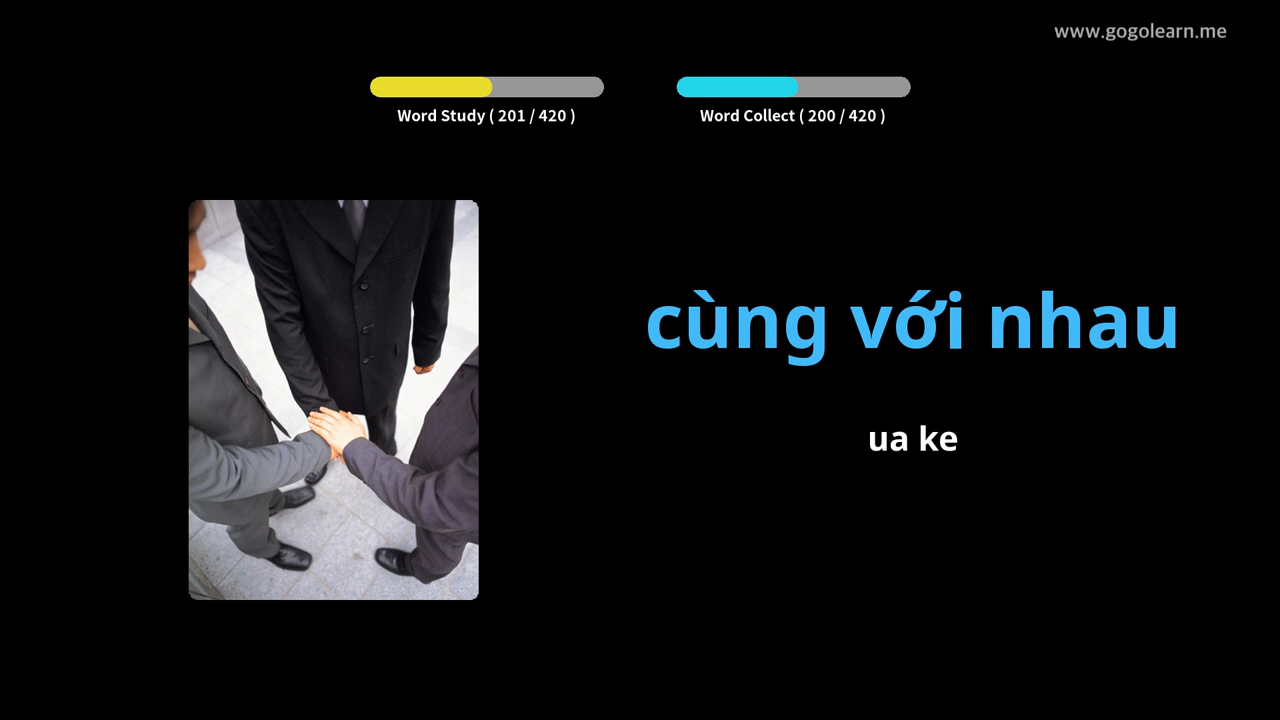 www.gogolearn.me
Word Study ( 201 / 420 )
Word Collect ( 200 / 420 )
cùng với nhau
ua ke